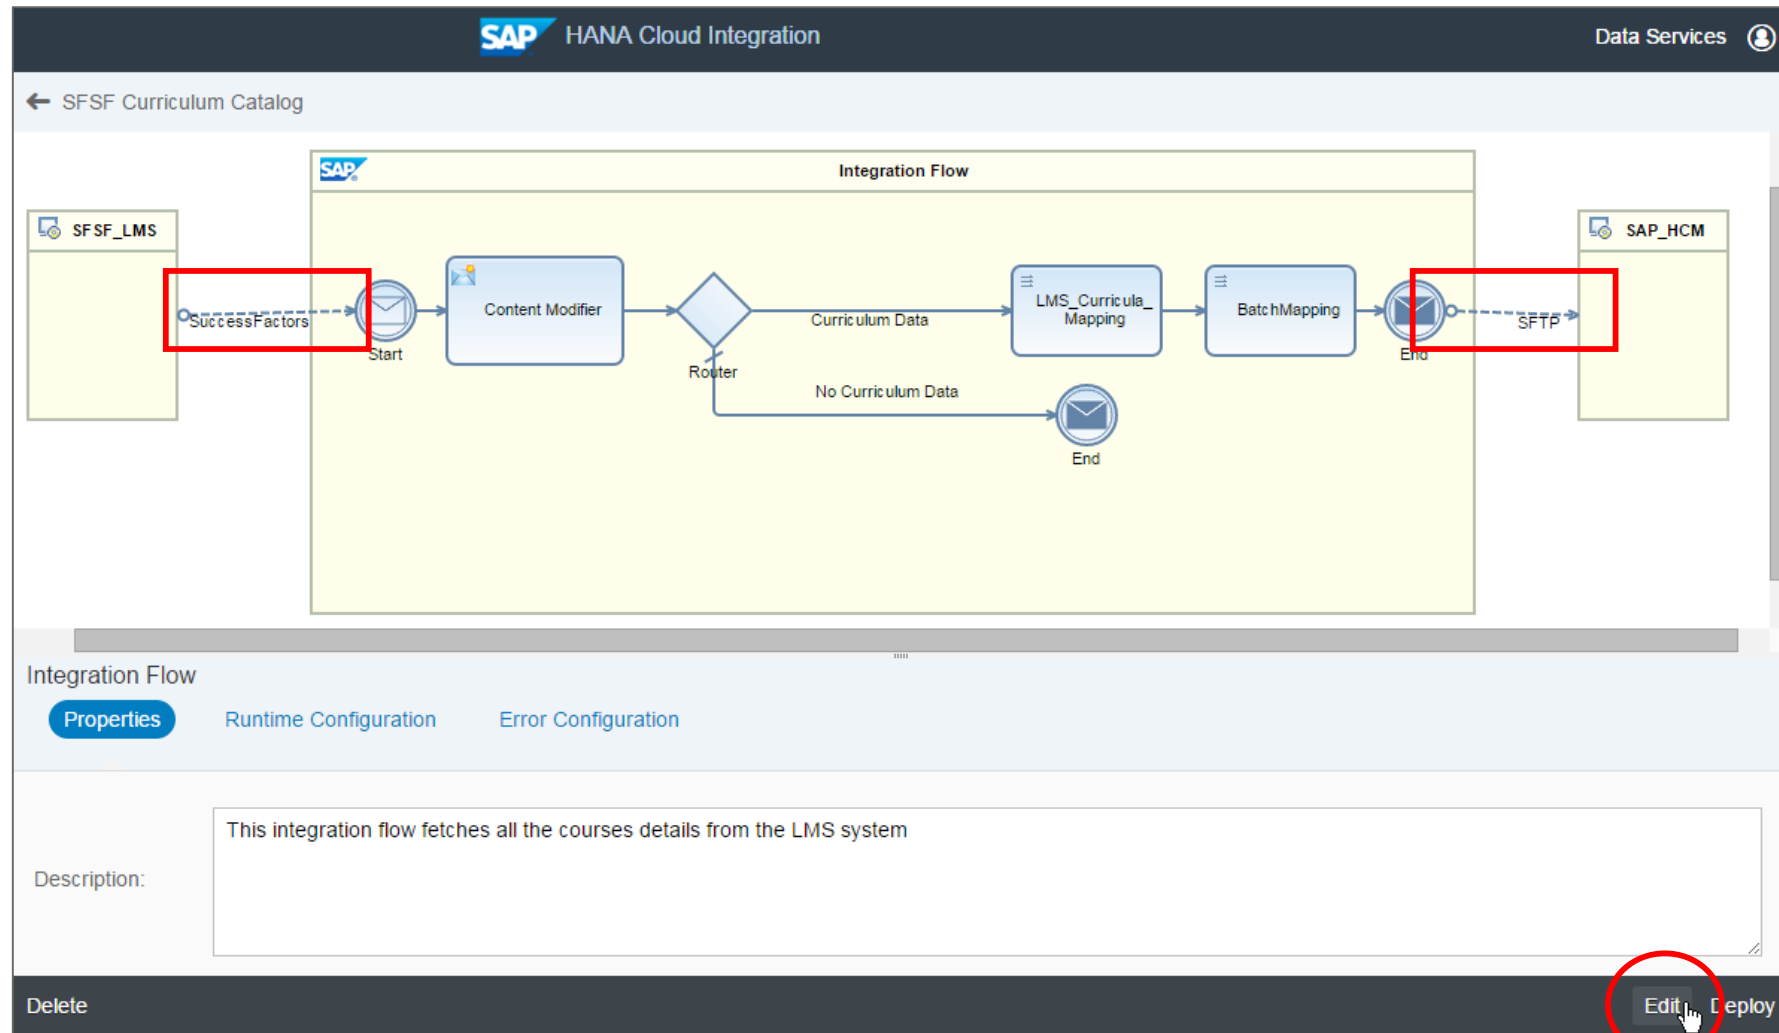 SAP HANA Cloud Integration
Data Services
SFSF Curriculum Catalog
SAP
Integration Flow
SFSF_LMS
SAP_HCM
SuccessFactors
Start
Content Modifier
Router
Curriculum Data
No Curriculum Data
LMS_Curricula_
Mapping
BatchMapping
End
SFTP
End
Integration Flow
Properties
Runtime Configuration
Error Configuration
Description:
This integration flow fetches all the courses details from the LMS system
Delete
Edit
Deploy